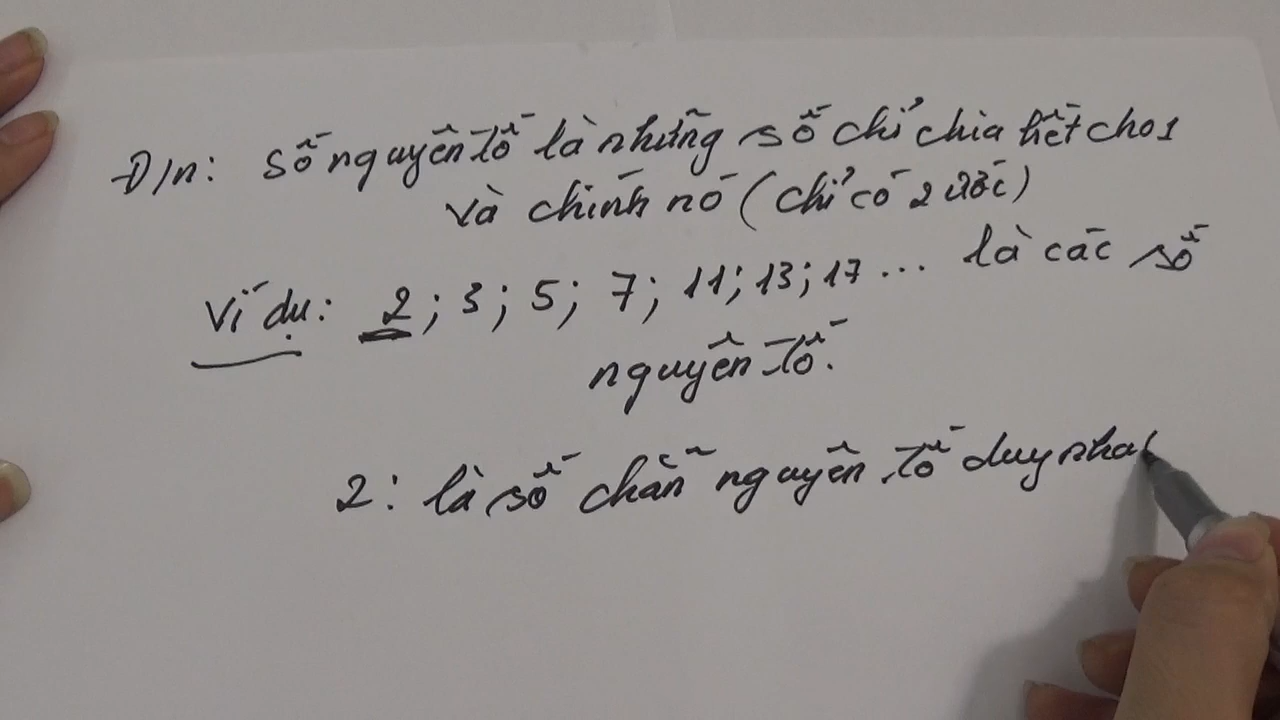 Đ/n: số nguyên tố là những số chỉ chia hết cho 1
và chính nó (chỉ có 2 ước)
Ví dụ: 2; 3; 5; 7; 11; 13; 17 ... là các số
nguyên tố.
2: là số chẵn nguyên tố duy nha